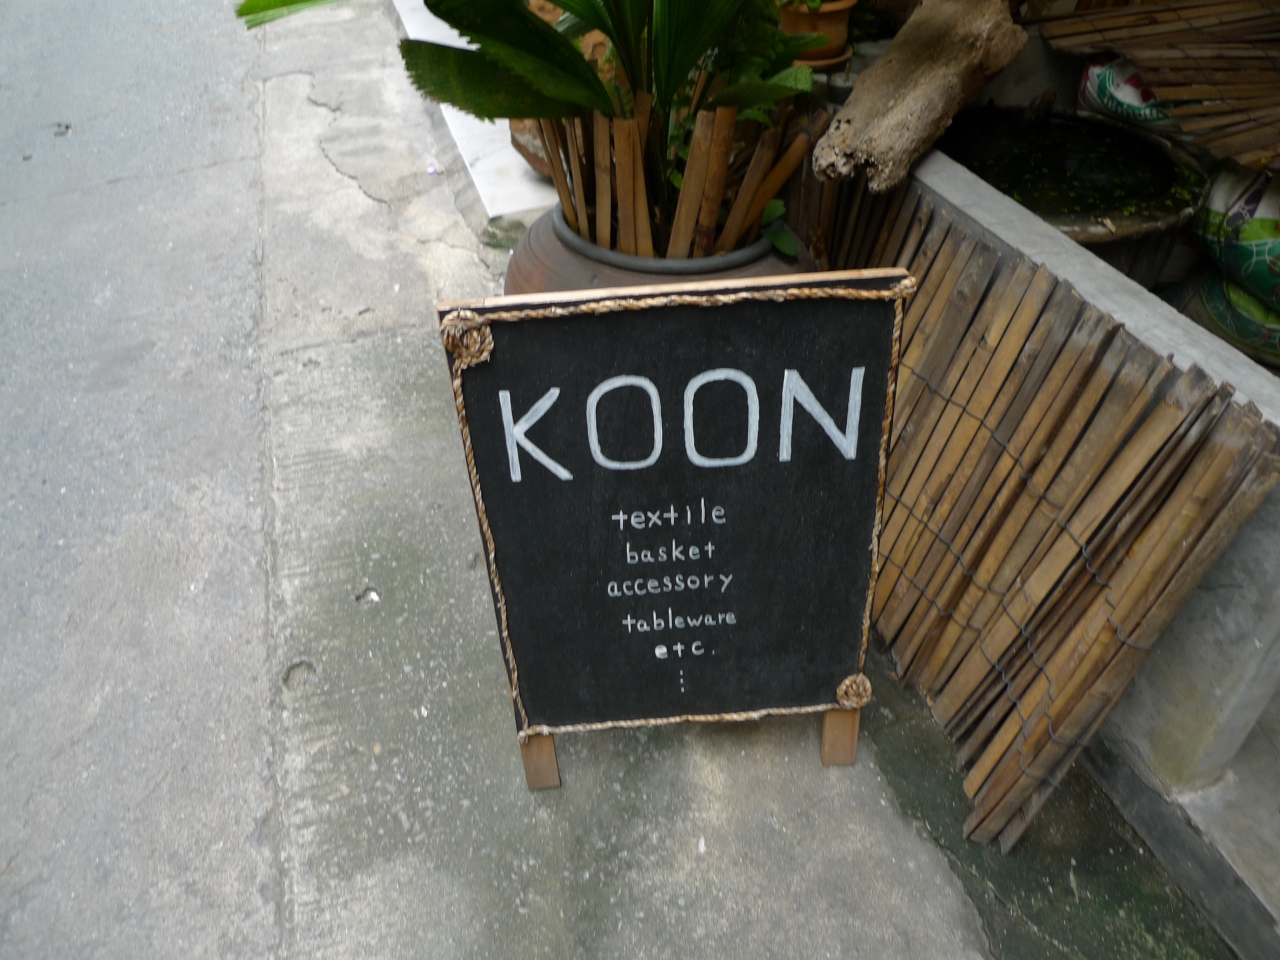 KOON
textile
basket
accessory
tableware
etc.
⋮